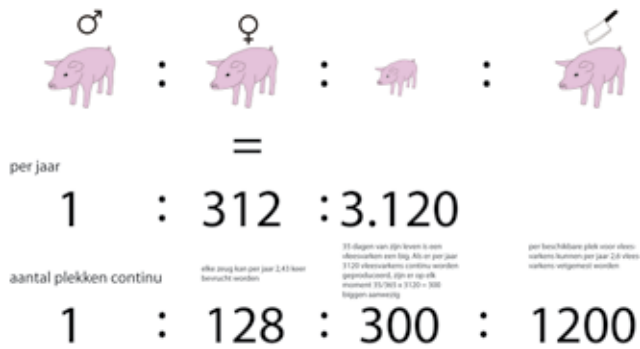 : : :
=
per jaar
1 : 312 : 3.120
35 dagen van zijn leven is een
vleesvarken een big. Als er per jaar
3120 vleesvarkens continu worden
geproduceerd, zijn er op elk
moment 35/365 x 3120 = 300
biggen aanwezig
per beschikbare plek voor vlees-
varkens kunnen per jaar 2,6 vlees
varkens vetgemest worden
elke zeug kan per jaar 2,43 keer
bevrucht worden
aantal plekken continu
1 : 128 : 300 : 1200